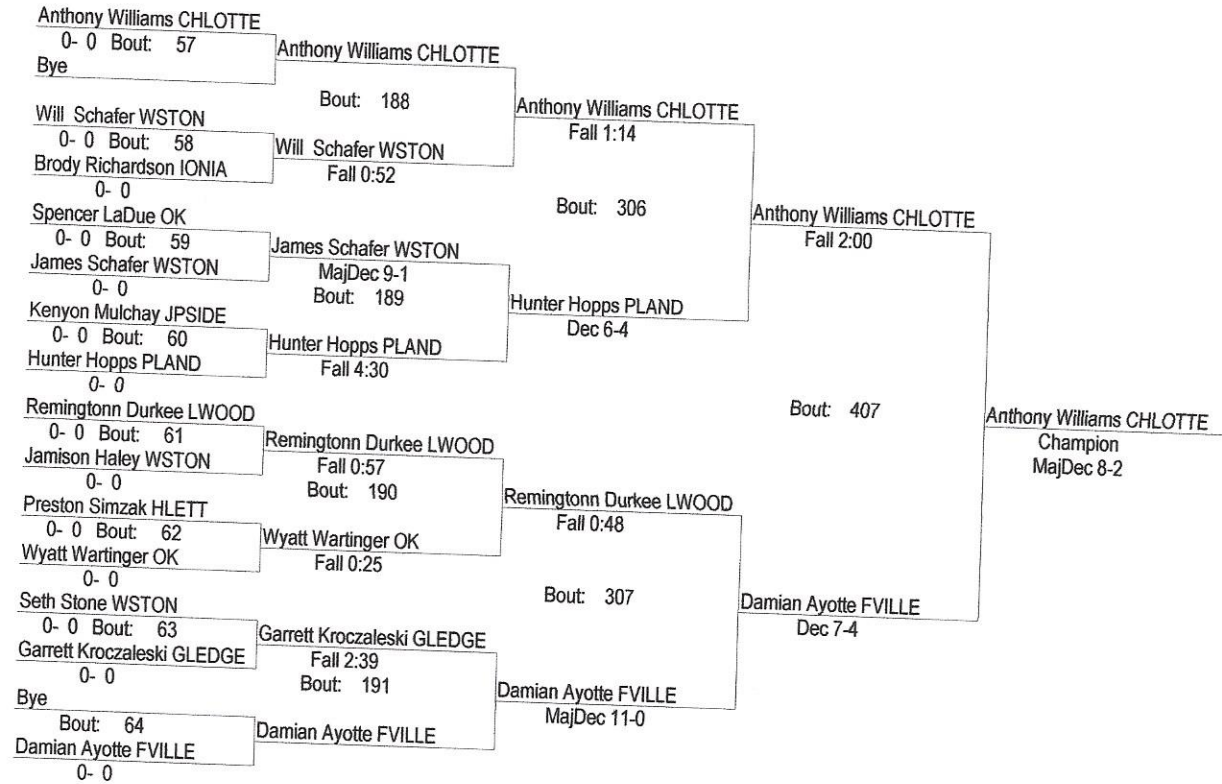 Anthony Williams CHLOTTE
0- 0 Bout: 57
Bye
Will Schafer WSTON
0- 0 Bout: 58
Brody Richardson IONIA
0- 0
Spencer LaDue OK
0- 0 Bout: 59
James Schafer WSTON
0- 0
Kenyon Mulchay JPSIDE
0- 0 Bout: 60
Hunter Hopps PLAND
0- 0
Remingtonn Durkee LWOOD
0- 0 Bout: 61
Jamison Haley WSTON
0- 0
Preston Simzak HLETT
0- 0 Bout: 62
Wyatt Wartinger OK
0- 0
Seth Stone WSTON
0- 0 Bout: 63
Garrett Kroczaleski GLEDGE
0- 0
Bye
Bout: 64
Damian Ayotte FVILLE
0- 0
Anthony Williams CHLOTTE
Bout: 188
Will Schafer WSTON
Fall 0:52
James Schafer WSTON
MajDec 9-1
Bout: 189
Hunter Hopps PLAND
Fall 4:30
Remingtonn Durkee LWOOD
Fall 0:57
Bout: 190
Wyatt Wartinger OK
Fall 0:25
Garrett Kroczaleski GLEDGE
Fall 2:39
Bout: 191
Damian Ayotte FVILLE
Anthony Williams CHLOTTE
Fall 1:14
Bout: 306
Hunter Hopps PLAND
Dec 6-4
Remingtonn Durkee LWOOD
Fall 0:48
Bout: 307
Damian Ayotte FVILLE
MajDec 11-0
Anthony Williams CHLOTTE
Fall 2:00
Bout: 407
Damian Ayotte FVILLE
Dec 7-4
Anthony Williams CHLOTTE
Champion
MajDec 8-2